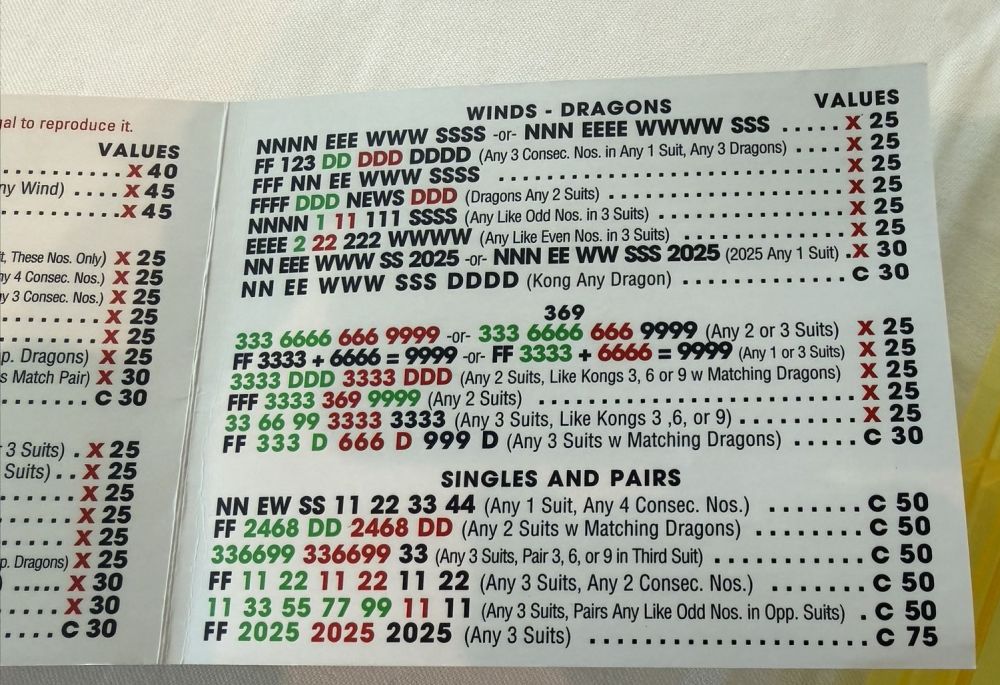 gal to reproduce it.
VALUES
..................X 40
ny Wind) ....X 45
..................X 45
t, These Nos. Only) X 25
y 4 Consec. Nos.) X 25
y 3 Consec. Nos.) X 25
..................X 25
..................X 25
p. Dragons) X 25
s Match Pair) X 30
..................C 30
r 3 Suits) . X 25
Suits) .. X 25
..................X 25
..................X 25
..................X 25
p. Dragons) X 25
) ..... X 30
..................X 30
....C 30
WINDS - DRAGONS VALUES
NNNN EEE WWW SSSS -or- NNN EEEE WWWW SSS ..... X 25
FF 123 DD DDD DDDD (Any 3 Consec. Nos. in Any 1 Suit, Any 3 Dragons) .... X 25
FFF NN EE WWW SSSS .................. X 25
FFFF DDD NEWS DDD (Dragons Any 2 Suits) .................. X 25
NNNN 1 11 111 SSSS (Any Like Odd Nos. in 3 Suits) .................. X 25
EEEE 2 22 222 WWWW (Any Like Even Nos. in 3 Suits) .................. X 25
NN EEE WWW SS 2025 -or- NNN EE WW SSS 2025 (2025 Any 1 Suit) .X 30
NN EE WWW SSS DDDD (Kong Any Dragon) .................. C 30
369
333 6666 666 9999 -or- 333 6666 666 9999 (Any 2 or 3 Suits) X 25
FF 3333 + 6666 = 9999 -or- FF 3333 + 6666 = 9999 (Any 1 or 3 Suits) X 25
3333 DDD 3333 DDD (Any 2 Suits, Like Kongs 3, 6 or 9 w Matching Dragons) X 25
FFF 3333 369 9999 (Any 2 Suits) .................. X 25
33 66 99 3333 3333 (Any 3 Suits, Like Kongs 3 ,6, or 9) .................. X 25
FF 333 D 666 D 999 D (Any 3 Suits w Matching Dragons) ...... C 30
SINGLES AND PAIRS
NN EW SS 11 22 33 44 (Any 1 Suit, Any 4 Consec. Nos.) ....... C 50
FF 2468 DD 2468 DD (Any 2 Suits w Matching Dragons) ........ C 50
336699 336699 33 (Any 3 Suits, Pair 3, 6, or 9 in Third Suit) ............ C 50
FF 11 22 11 22 11 22 (Any 3 Suits, Any 2 Consec. Nos.) ........ C 50
11 33 55 77 99 11 11 (Any 3 Suits, Pairs Any Like Odd Nos. in Opp. Suits) . C 50
FF 2025 2025 2025 (Any 3 Suits) .................. C 75